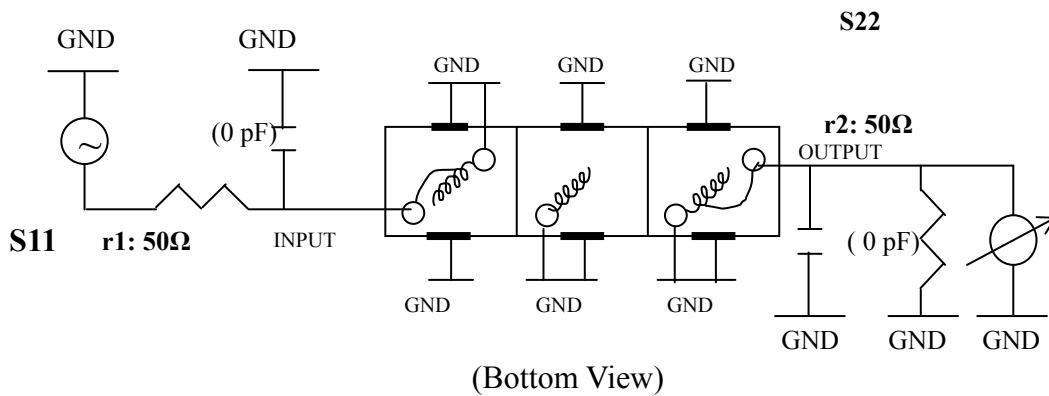 S22
GND
GND
GND
GND
GND
(0 pF)
r2: 50Ω
OUTPUT
S11
r1: 50Ω
INPUT
( 0 pF)
GND
GND
GND
GND
GND
GND
(Bottom View)